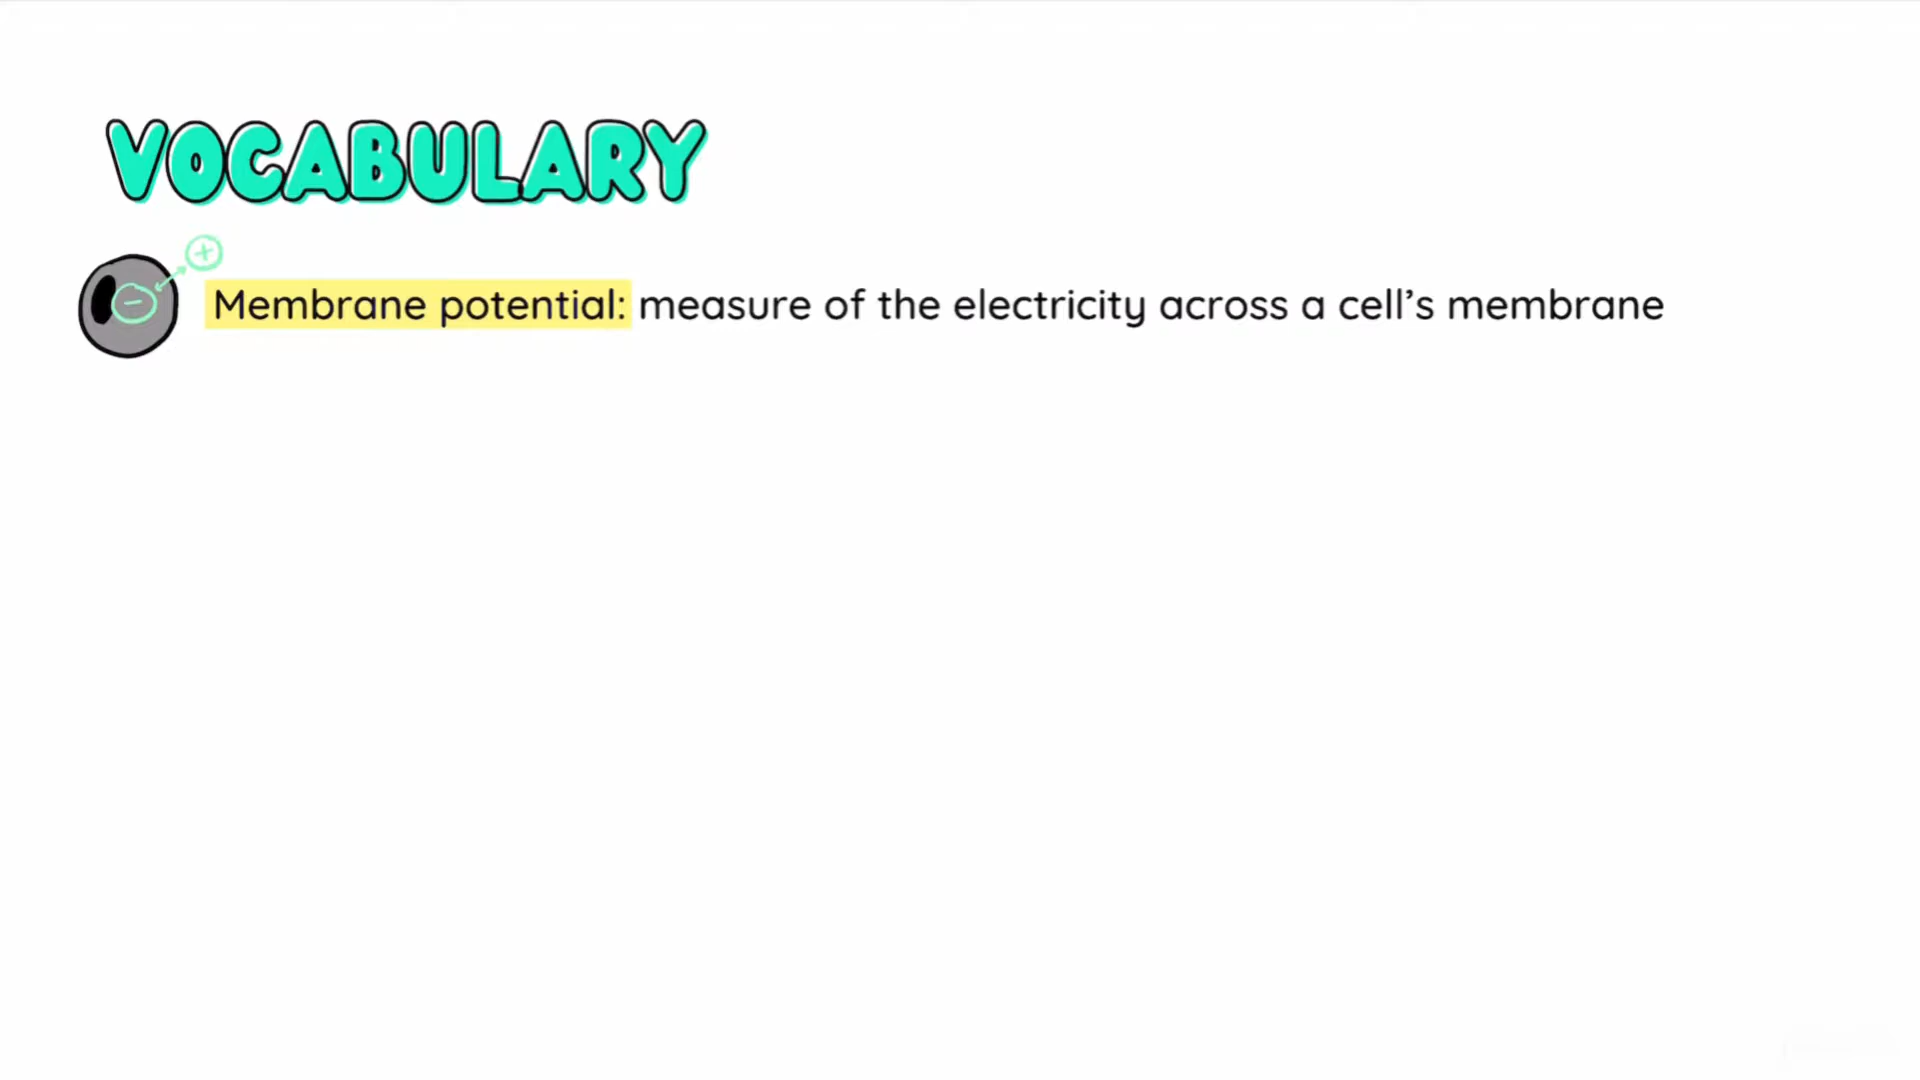 VOCABULARY
Membrane potential: measure of the electricity across a cell’s membrane